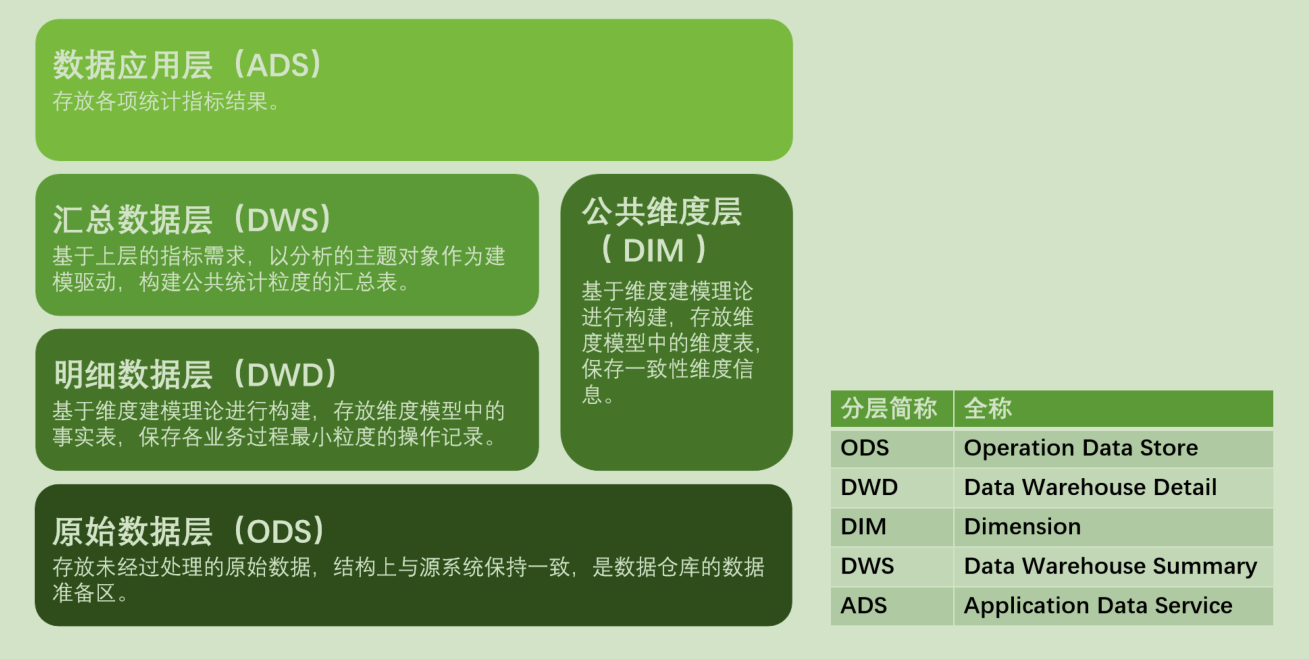 数据应用层（ADS）
存放各项统计指标结果。
汇总数据层（DWS）
基于上层的指标需求，以分析的主题对象作为建
模驱动，构建公共统计粒度的汇总表。
公共维度层
（ DIM ）
基于维度建模理论
进行构建，存放维
度模型中的维度表，
保存一致性维度信
息。
明细数据层（DWD）
基于维度建模理论进行构建，存放维度模型中的
事实表，保存各业务过程最小粒度的操作记录。
原始数据层（ODS）
存放未经过处理的原始数据，结构上与源系统保持一致，是数据仓库的数据
准备区。
分层简称 全称
ODS Operation Data Store
DWD Data Warehouse Detail
DIM Dimension
DWS Data Warehouse Summary
ADS Application Data Service